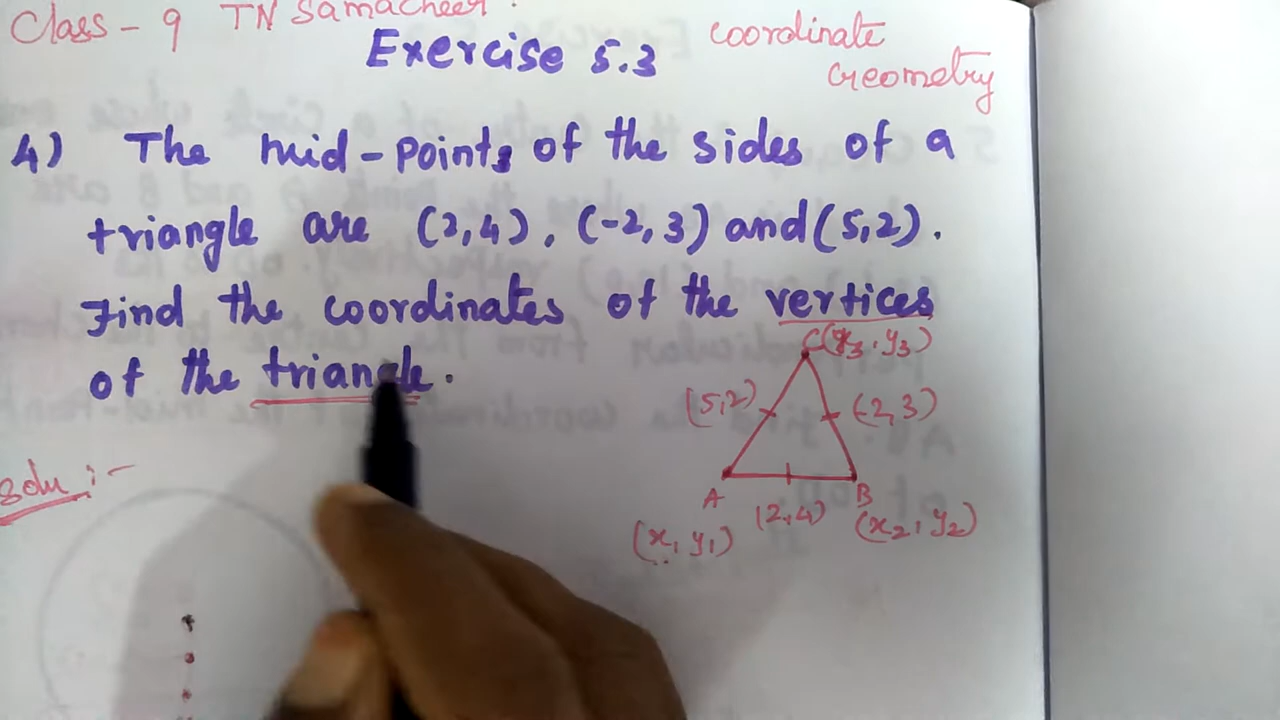 Class - 9 TN Samacheer.
Exercise 5.3
coordinate
Geometry
4) The mid-points of the sides of a
triangle are (2,4), (-2,3) and (5,2).
Find the coordinates of the vertices
of the triangle.
C(x3, y3)
(5,2)
(-2,3)
Soln :-
A
B
(2,4)
(x1 y1)
(x2, y2)